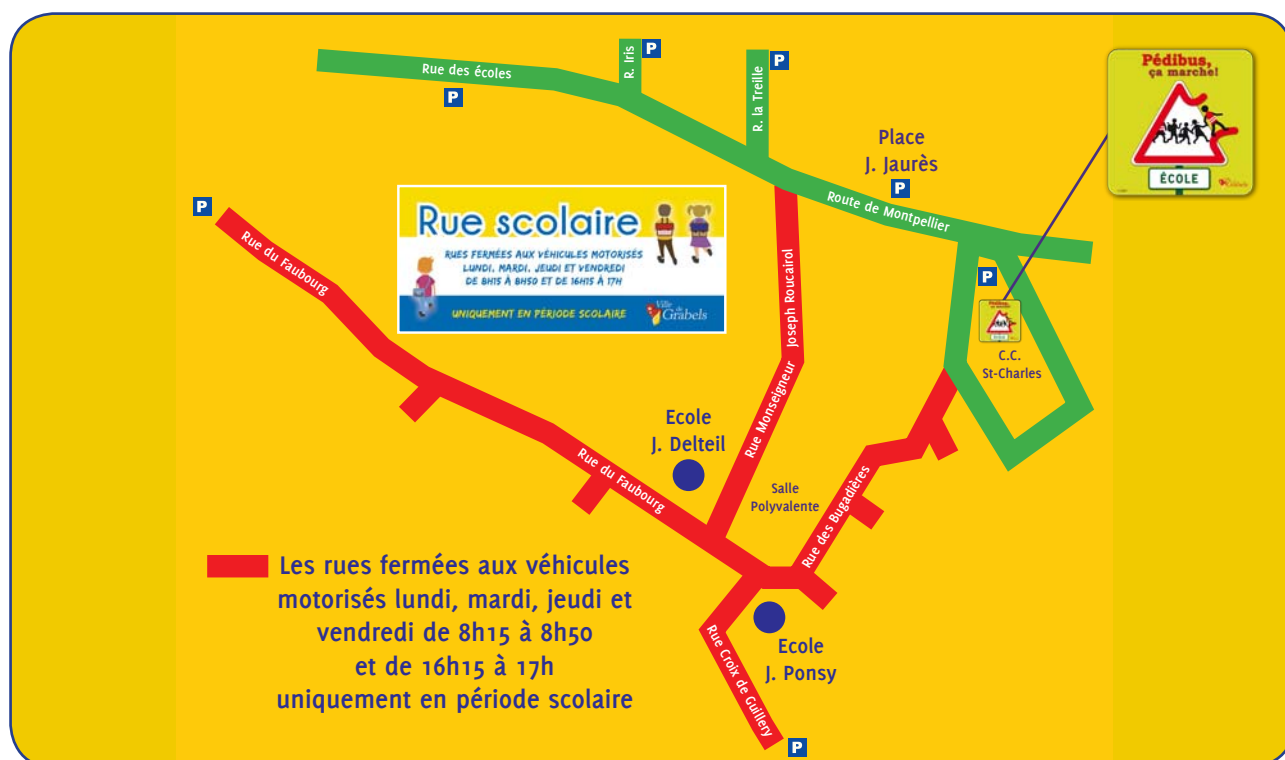 Rue des écoles
P
R. Iris
P
R. la Treille
P
Place
J. Jaurès
P
Route de Montpellier
Pédibus,
ça marche!
ÉCOLE
P
Rue du Faubourg
Rue scolaire
RUES FERMÉES AUX VÉHICULES MOTORISÉS
LUNDI, MARDI, JEUDI ET VENDREDI
DE 8H15 À 8H50 ET DE 16H15 À 17H
UNIQUEMENT EN PÉRIODE SCOLAIRE
Ville de
Grabels
Rue Monseigneur Joseph Roucairol
P
C.C.
St-Charles
Ecole
J. Delteil
Rue du Faubourg
Salle
Polyvalente
Rue des Bugadières
Les rues fermées aux véhicules
motorisés lundi, mardi, jeudi et
vendredi de 8h15 à 8h50
et de 16h15 à 17h
uniquement en période scolaire
Ecole
J. Ponsy
Rue Croix de Guillery
P